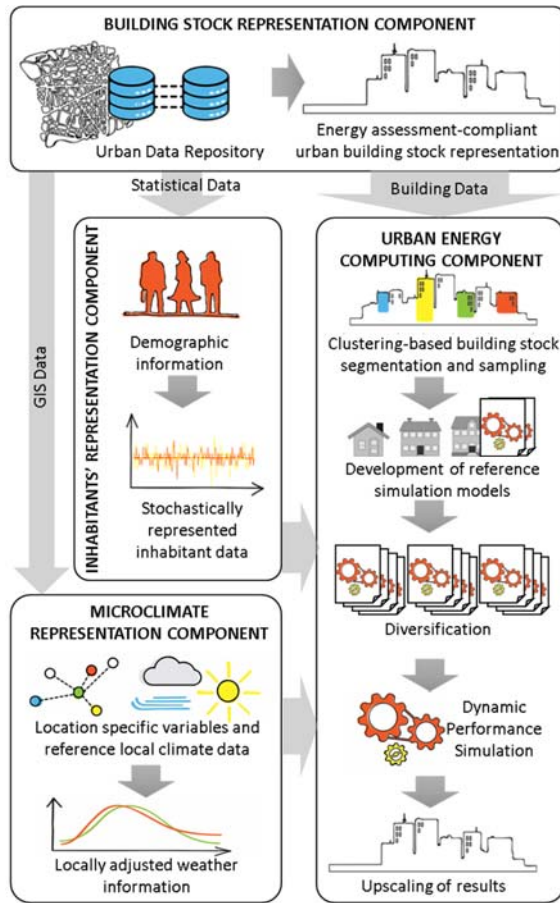 BUILDING STOCK REPRESENTATION COMPONENT
Urban Data Repository
Energy assessment-compliant
urban building stock representation
Statistical Data
Building Data
GIS Data
INHABITANTS' REPRESENTATION COMPONENT
Demographic
information
Stochastically
represented
inhabitant data
MICROCLIMATE
REPRESENTATION COMPONENT
Location specific variables and
reference local climate data
Locally adjusted weather
information
URBAN ENERGY
COMPUTING COMPONENT
Clustering-based building stock
segmentation and sampling
Development of reference
simulation models
Diversification
Dynamic
Performance
Simulation
Upscaling of results